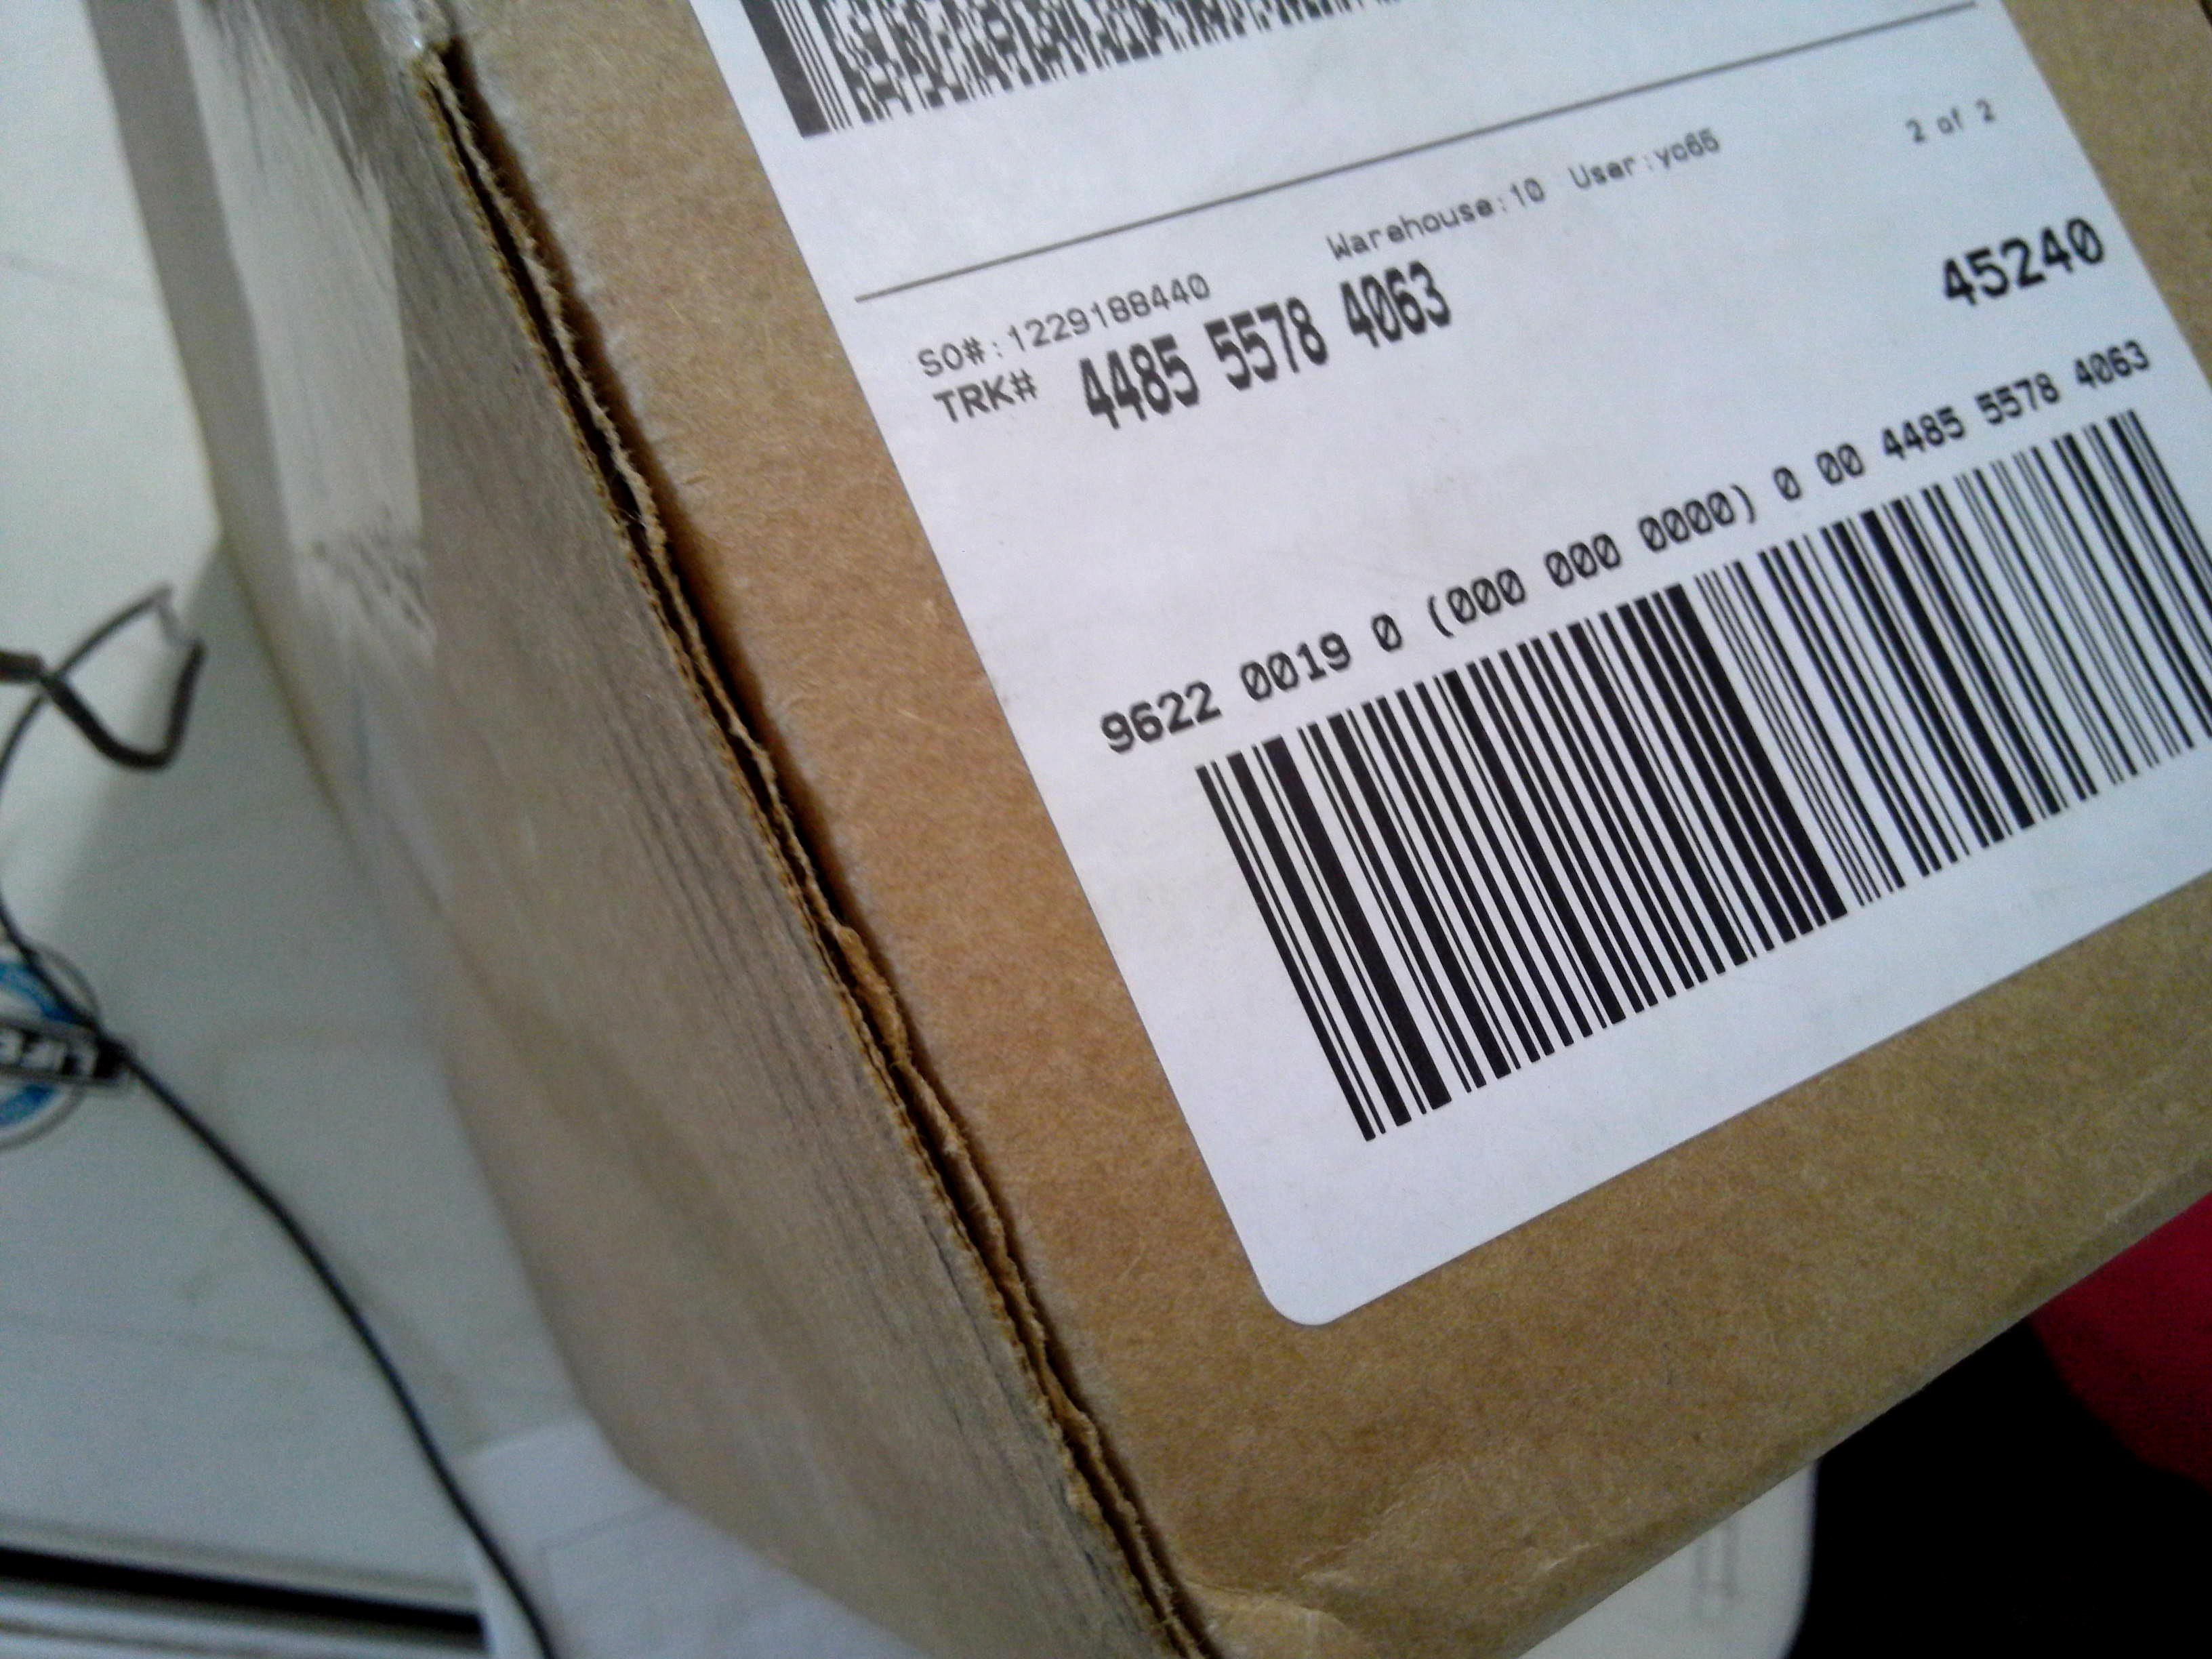 2 of 2
SO#:1229188440 Warehouse:10 User:yc65
TRK# 4485 5578 4063 45240
9622 0019 0 (000 000 0000) 0 00 4485 5578 4063